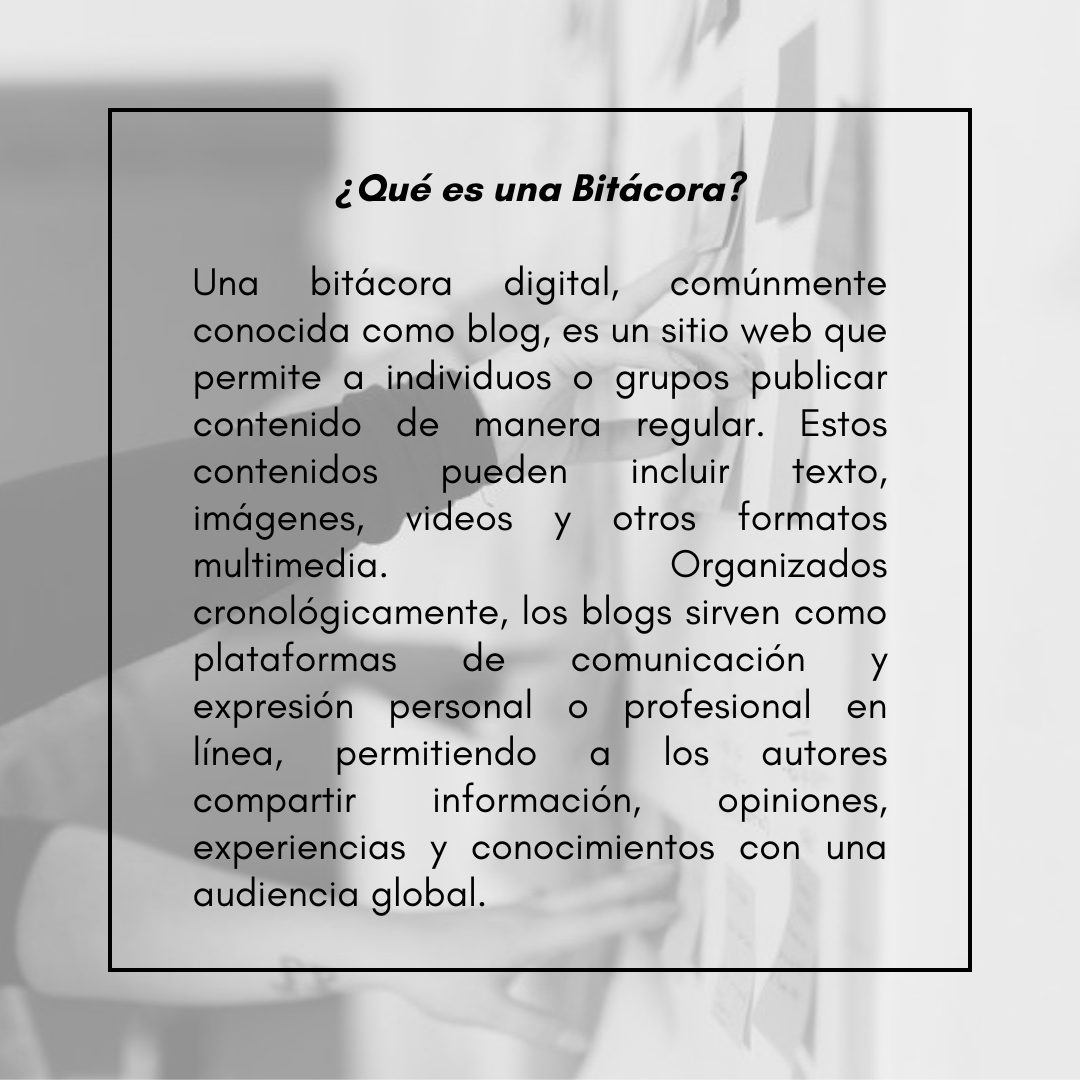 ¿Qué es una Bitácora?
Una bitácora digital, comúnmente
conocida como blog, es un sitio web que
permite a individuos o grupos publicar
contenido de manera regular. Estos
contenidos pueden incluir texto,
imágenes, videos y otros formatos
multimedia. Organizados
cronológicamente, los blogs sirven como
plataformas de comunicación y
expresión personal o profesional en
línea, permitiendo a los autores
compartir información, opiniones,
experiencias y conocimientos con una
audiencia global.